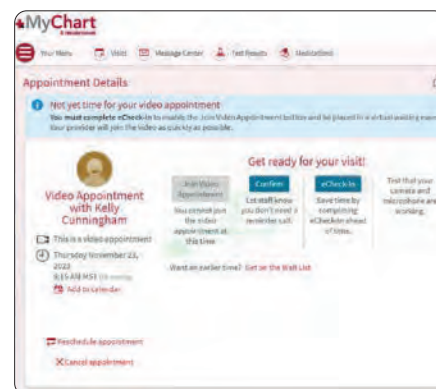 MyChart
Your Menu Visits Message Center Test Results Medications
Appointment Details
Not yet time for your video appointment
You must complete eCheck-In to enable the Join Video Appointment button and be placed in a virtual waiting room
Your provider will join the video as quickly as possible.
Get ready for your visit!
Video Appointment
with Kelly
Cunningham
This is a video appointment
Thursday November 23,
2023
9:15 AM MST
Add to calendar
Join Video
Appointment
You cannot join
the video
appointment at
this time
Confirm
Let staff know
you don't need a
reminder call.
eCheck-In
Save time by
completing
eCheck-In ahead
of time.
Test that your
camera and
microphone are
working.
Want an earlier time? Get on the Wait List
Reschedule appointment
Cancel appointment